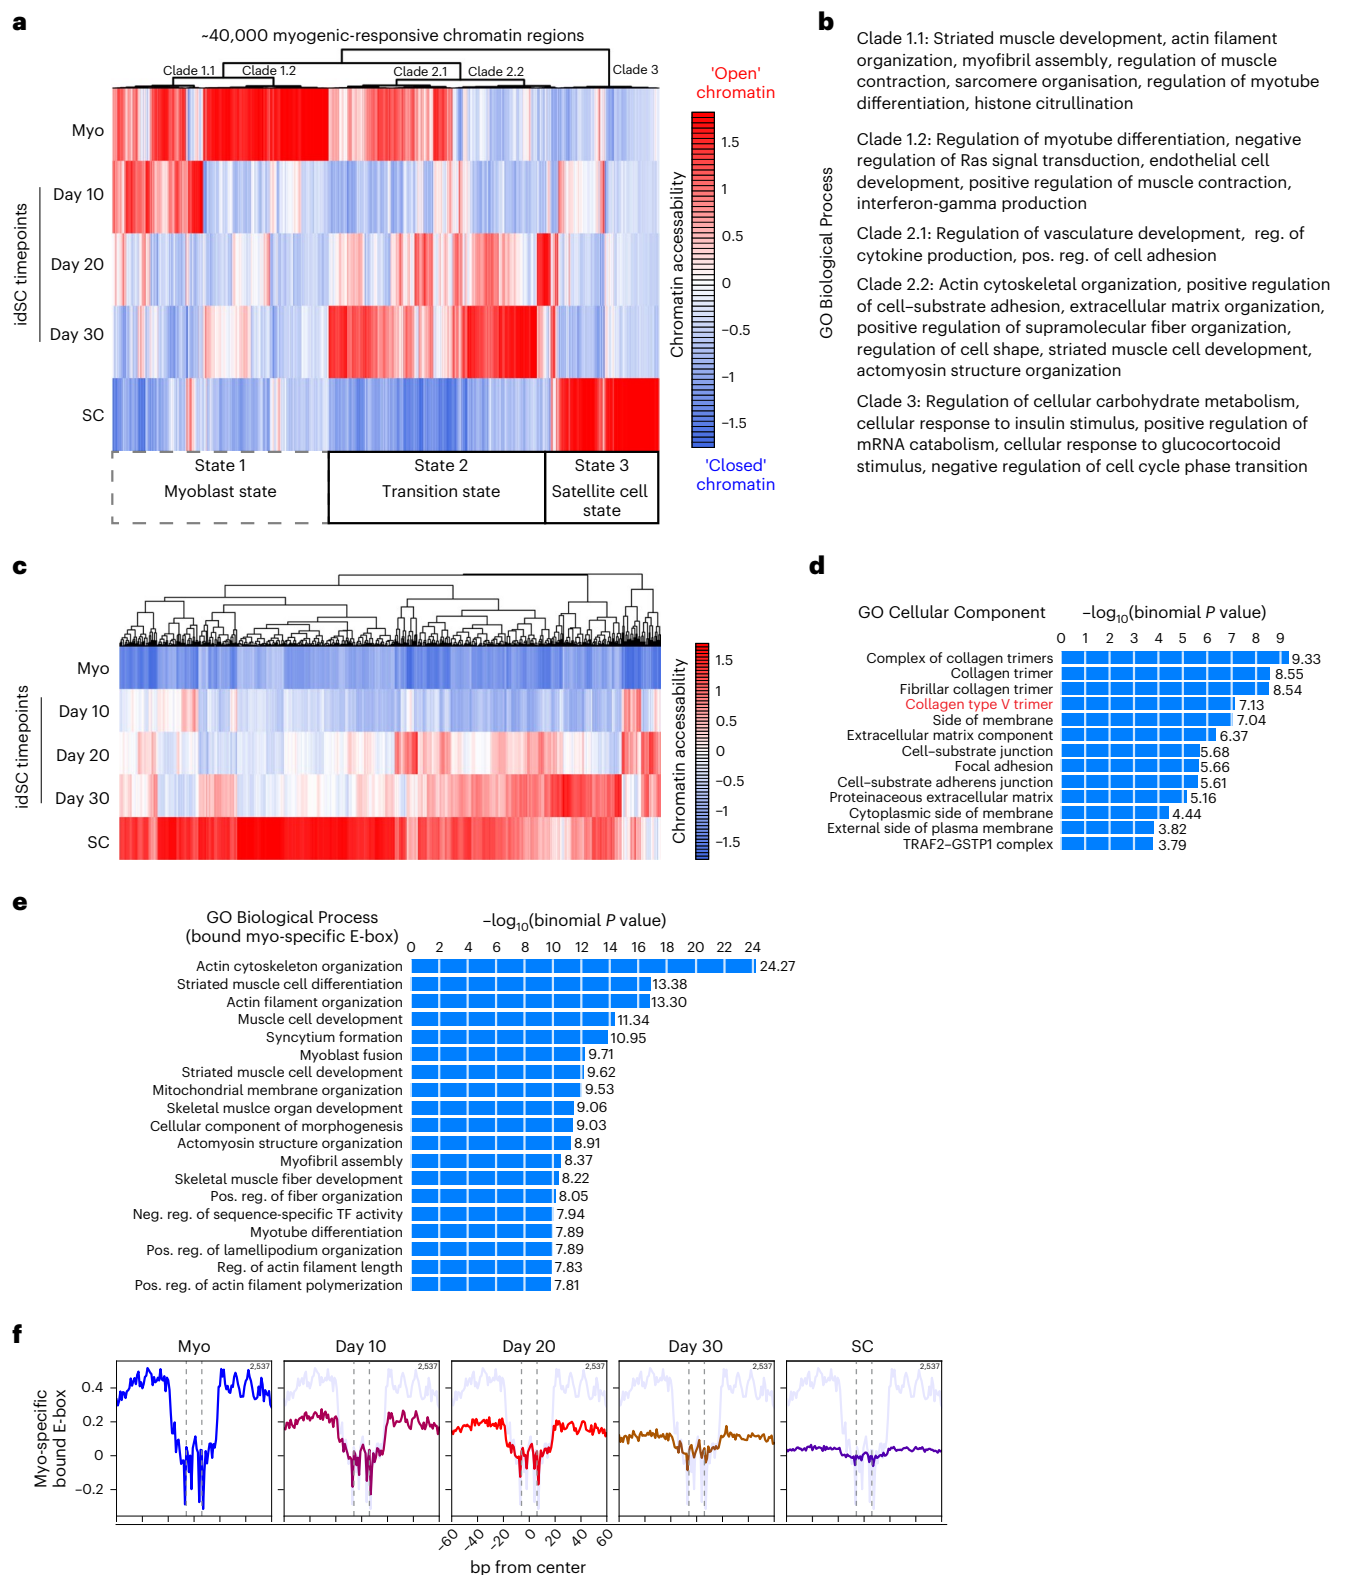 a
~40,000 myogenic-responsive chromatin regions
Clade 1.1
Clade 1.2
Clade 2.1
Clade 2.2
Clade 3
'Open'
chromatin
Myo
Day 10
Day 20
Day 30
SC
idSC timepoints
Chromatin accessability
1.5
1
0.5
0
−0.5
−1
−1.5
'Closed'
chromatin
State 1
Myoblast state
State 2
Transition state
State 3
Satellite cell
state
b
GO Biological Process
Clade 1.1: Striated muscle development, actin filament
organization, myofibril assembly, regulation of muscle
contraction, sarcomere organisation, regulation of myotube
differentiation, histone citrullination
Clade 1.2: Regulation of myotube differentiation, negative
regulation of Ras signal transduction, endothelial cell
development, positive regulation of muscle contraction,
interferon-gamma production
Clade 2.1: Regulation of vasculature development, reg. of
cytokine production, pos. reg. of cell adhesion
Clade 2.2: Actin cytoskeletal organization, positive regulation
of cell–substrate adhesion, extracellular matrix organization,
positive regulation of supramolecular fiber organization,
regulation of cell shape, striated muscle cell development,
actomyosin structure organization
Clade 3: Regulation of cellular carbohydrate metabolism,
cellular response to insulin stimulus, positive regulation of
mRNA catabolism, cellular response to glucocortocoid
stimulus, negative regulation of cell cycle phase transition
c
Myo
Day 10
Day 20
Day 30
SC
idSC timepoints
Chromatin accessability
1.5
1
0.5
0
−0.5
−1
−1.5
d
GO Cellular Component
−log10(binomial P value)
0 1 2 3 4 5 6 7 8 9
Complex of collagen trimers 9.33
Collagen trimer 8.55
Fibrillar collagen trimer 8.54
Collagen type V trimer 7.13
Side of membrane 7.04
Extracellular matrix component 6.37
Cell–substrate junction 5.68
Focal adhesion 5.66
Cell–substrate adherens junction 5.61
Proteinaceous extracellular matrix 5.16
Cytoplasmic side of membrane 4.44
External side of plasma membrane 3.82
TRAF2–GSTP1 complex 3.79
e
GO Biological Process
(bound myo-specific E-box)
−log10(binomial P value)
0 2 4 6 8 10 12 14 16 18 20 22 24
Actin cytoskeleton organization 24.27
Striated muscle cell differentiation 13.38
Actin filament organization 13.30
Muscle cell development 11.34
Syncytium formation 10.95
Myoblast fusion 9.71
Striated muscle cell development 9.62
Mitochondrial membrane organization 9.53
Skeletal muslce organ development 9.06
Cellular component of morphogenesis 9.03
Actomyosin structure organization 8.91
Myofibril assembly 8.37
Skeletal muscle fiber development 8.22
Pos. reg. of fiber organization 8.05
Neg. reg. of sequence-specific TF activity 7.94
Myotube differentiation 7.89
Pos. reg. of lamellipodium organization 7.89
Reg. of actin filament length 7.83
Pos. reg. of actin filament polymerization 7.81
f
Myo
Day 10
Day 20
Day 30
SC
2,537
2,537
2,537
2,537
2,537
Myo-specific
bound E-box
0.4
0.2
0
−0.2
−60 −40 −20 0 20 40 60
bp from center